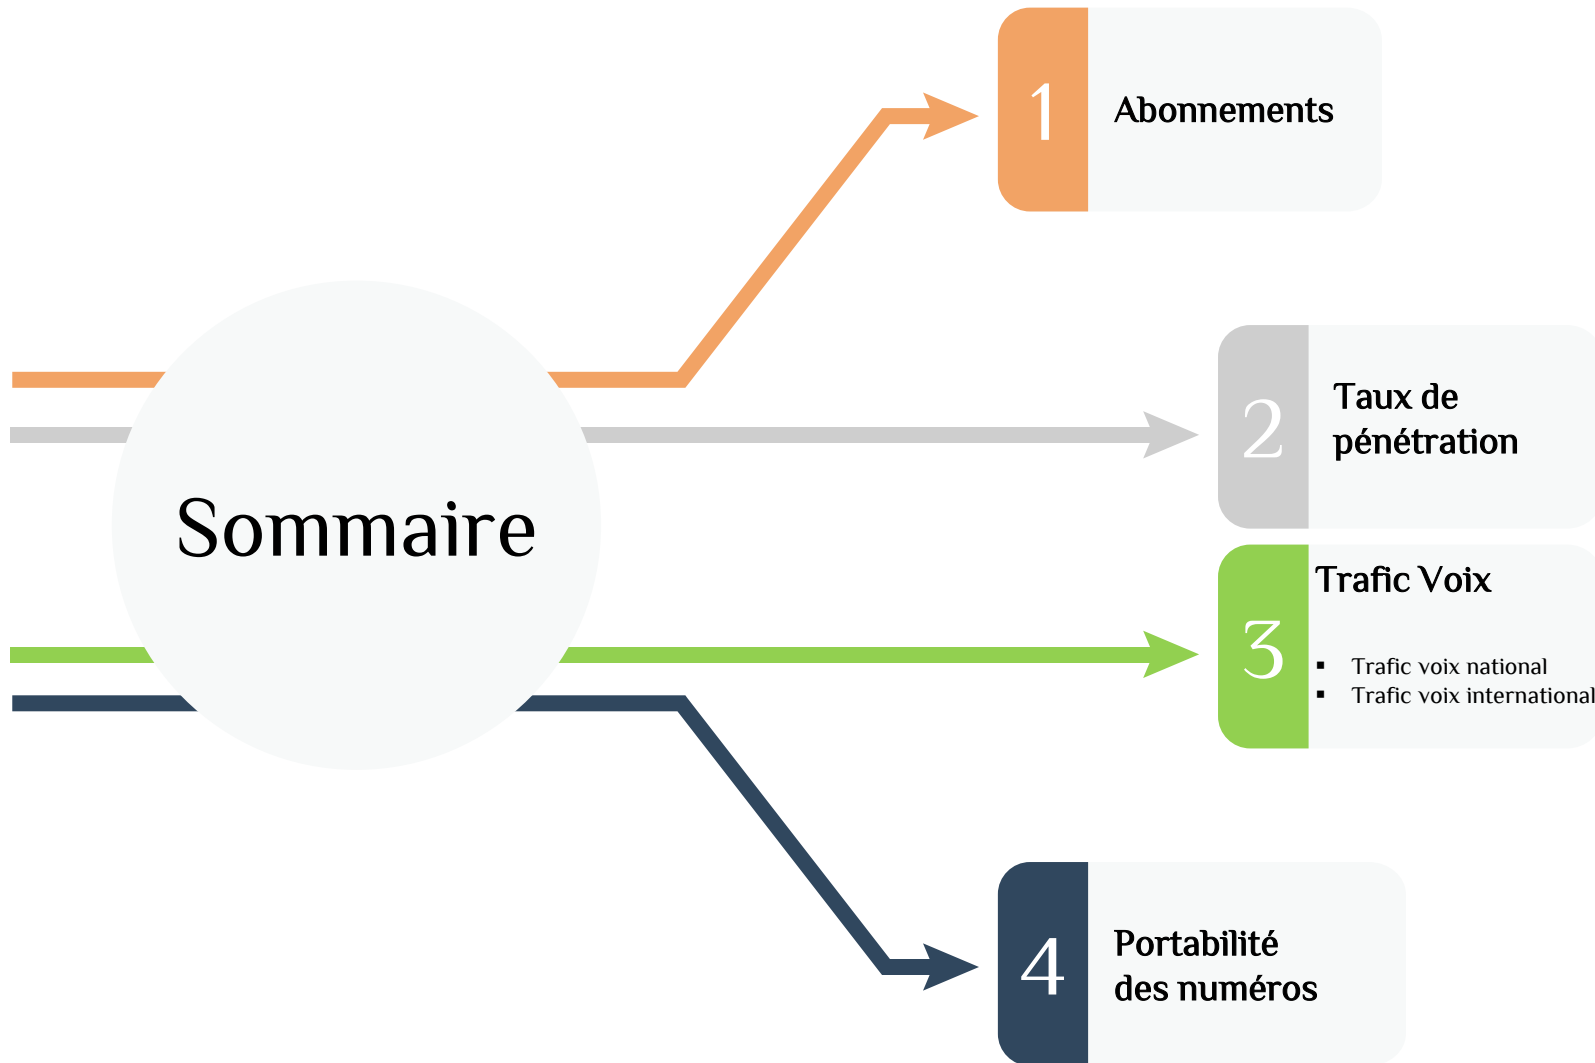 Sommaire
1
Abonnements
2
Taux de
pénétration
3
Trafic Voix
▪ Trafic voix national
▪ Trafic voix international
4
Portabilité
des numéros